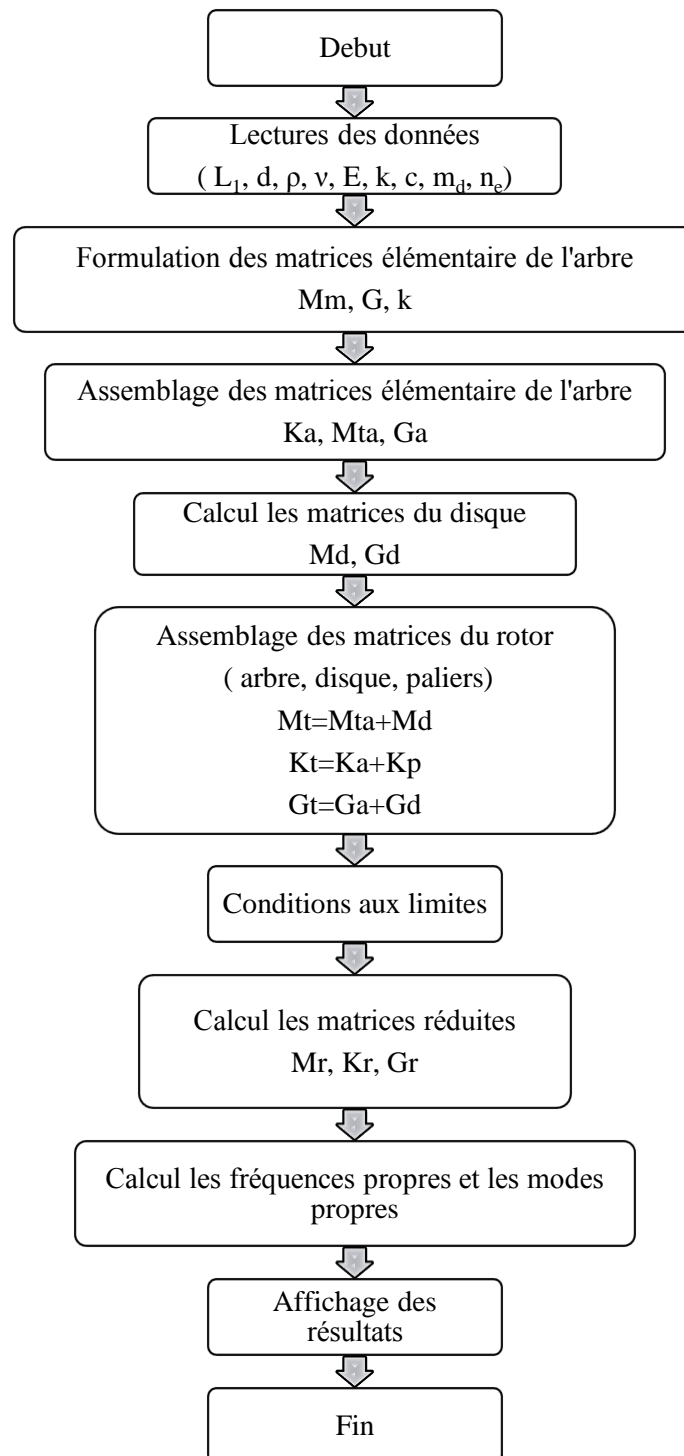 Debut
Lectures des données
( L₁, d, ρ, ν, E, k, c, m_d, n_e)
Formulation des matrices élémentaire de l'arbre
Mm, G, k
Assemblage des matrices élémentaire de l'arbre
Ka, Mta, Ga
Calcul les matrices du disque
Md, Gd
Assemblage des matrices du rotor
( arbre, disque, paliers)
Mt=Mta+Md
Kt=Ka+Kp
Gt=Ga+Gd
Conditions aux limites
Calcul les matrices réduites
Mr, Kr, Gr
Calcul les fréquences propres et les modes
propres
Affichage des
résultats
Fin